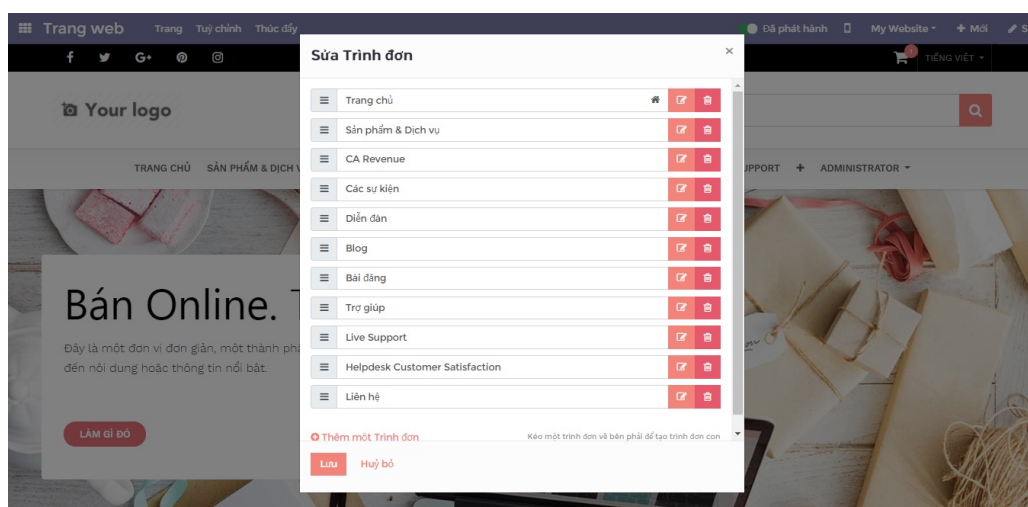 Trang web Trang Tuỳ chỉnh Thúc đẩy Đã phát hành My Website + Mới
G+ 1 TIẾNG VIỆT
Your logo
TRANG CHỦ SẢN PHẨM & DỊCH + ADMINISTRATOR
Sửa Trình đơn ×
Trang chủ
Sản phẩm & Dịch vụ
CA Revenue
Các sự kiện
Diễn đàn
Blog
Bài đăng
Trợ giúp
Live Support
Helpdesk Customer Satisfaction
Liên hệ
Thêm một Trình đơn Kéo một trình đơn về bên phải để tạo trình đơn con
Lưu Huỷ bỏ
Bán Online.
Đây là một đơn vị đơn giản, một thành
đến nội dung hoặc thông tin nổi bật.
LÀM GÌ ĐÓ